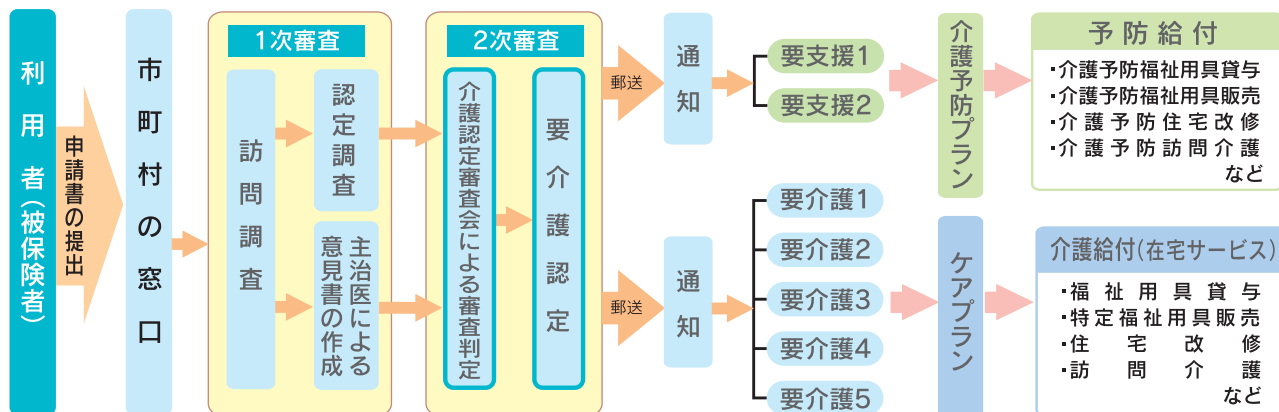 利用者(被保険者)
申請書の提出
市町村の窓口
1次審査
訪問調査
認定調査
主治医による
意見書の作成
2次審査
介護認定審査会による審査判定
要介護認定
郵送
通知
要支援1
要支援2
介護予防プラン
予防給付
・介護予防福祉用具貸与
・介護予防福祉用具販売
・介護予防住宅改修
・介護予防訪問介護
など
郵送
通知
要介護1
要介護2
要介護3
要介護4
要介護5
ケアプラン
介護給付(在宅サービス)
・福祉用具貸与
・特定福祉用具販売
・住宅改修
・訪問介護
など